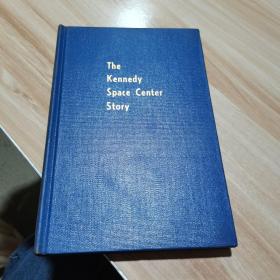 The
Kennedy
Space Center
Story